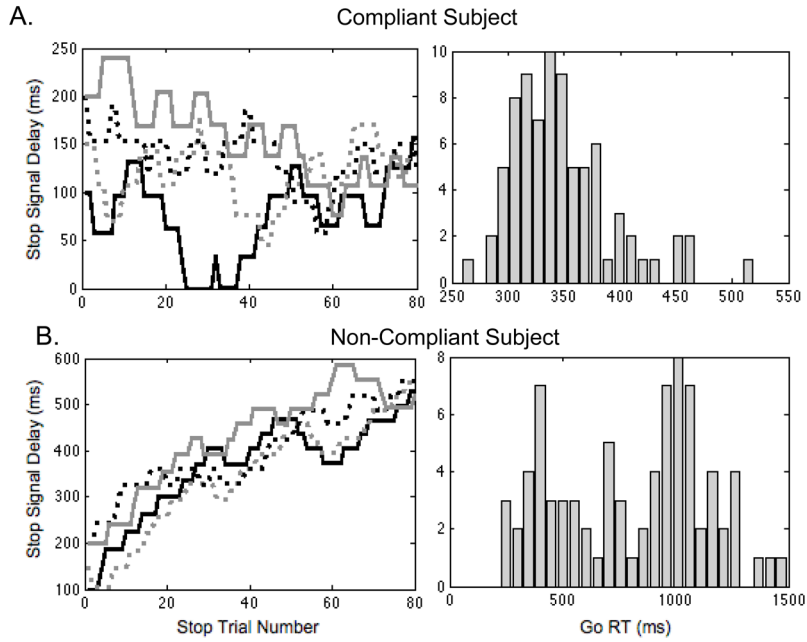 A.
Compliant Subject
Stop Signal Delay (ms)
250
200
150
100
50
0
0 20 40 60 80
10
8
6
4
2
0
250 300 350 400 450 500 550
B.
Non-Compliant Subject
Stop Signal Delay (ms)
600
500
400
300
200
100
0 20 40 60 80
Stop Trial Number
8
6
4
2
0
0 500 1000 1500
Go RT (ms)